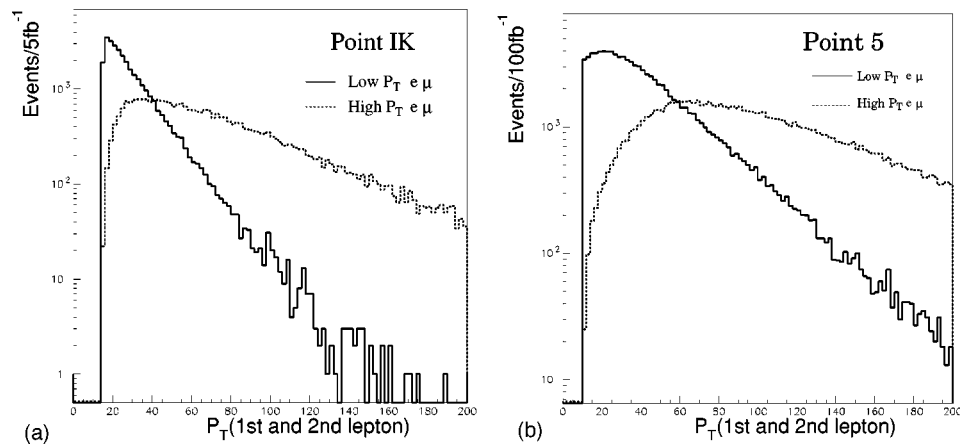 Point IK
Low P_T e μ
High P_T e μ
Events/5fb⁻¹
10³
10²
10
1
0 20 40 60 80 100 120 140 160 180 200
P_T(1st and 2nd lepton)
(a)
Point 5
Low P_T e μ
High P_T e μ
Events/100fb⁻¹
10³
10²
10
0 20 40 60 80 100 120 140 160 180 200
P_T(1st and 2nd lepton)
(b)